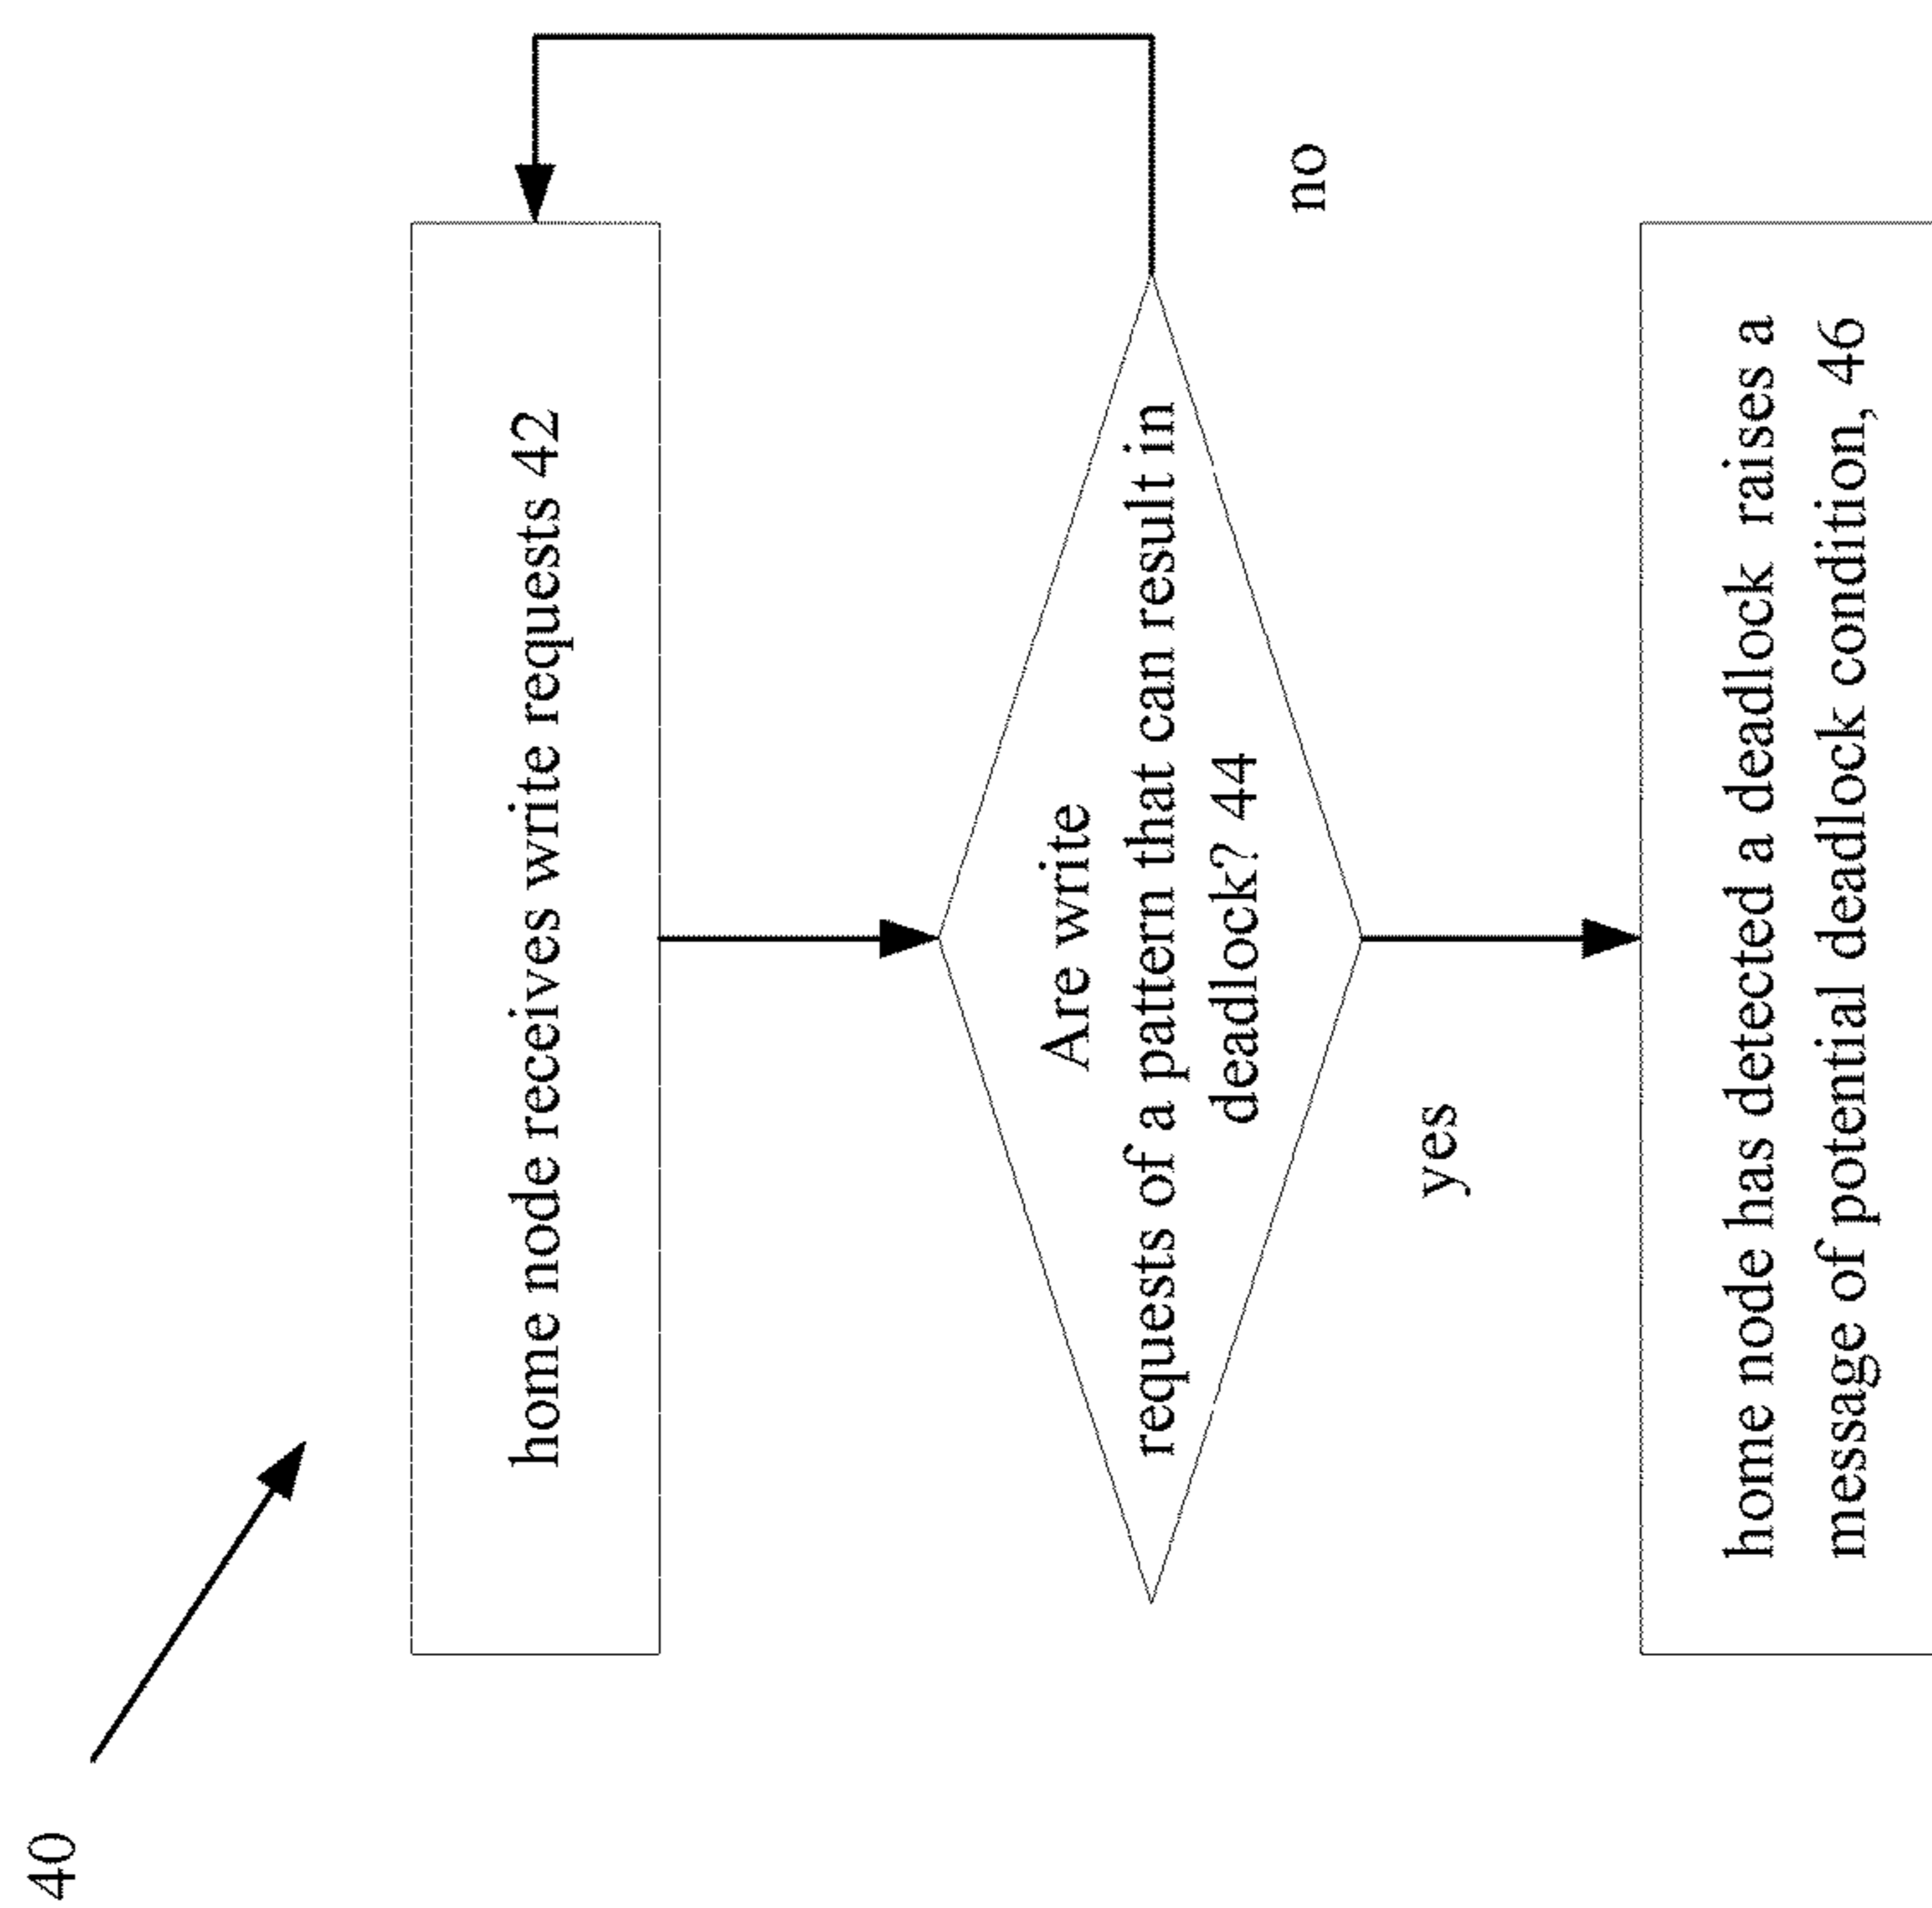 40
home node receives write requests 42
Are write
requests of a pattern that can result in
deadlock? 44
no
yes
home node has detected a deadlock raises a
message of potential deadlock condition, 46